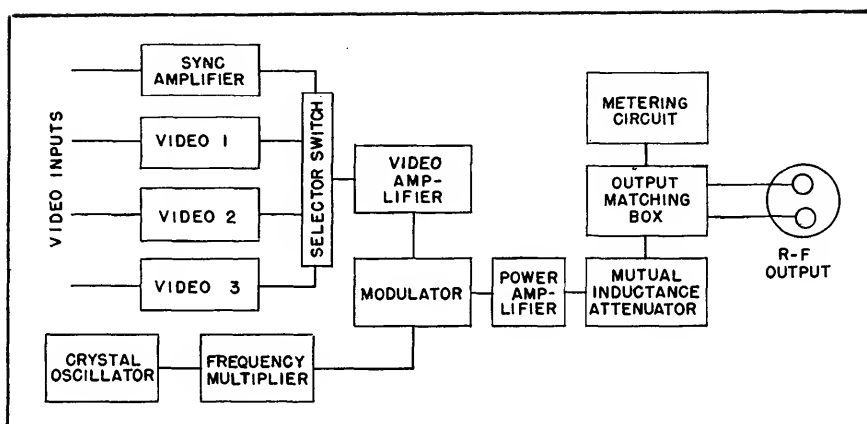 SYNC
AMPLIFIER
VIDEO INPUTS
VIDEO 1
VIDEO 2
VIDEO 3
SELECTOR SWITCH
VIDEO
AMP-
LIFIER
METERING
CIRCUIT
OUTPUT
MATCHING
BOX
R-F
OUTPUT
MODULATOR
POWER
AMP-
LIFIER
MUTUAL
INDUCTANCE
ATTENUATOR
CRYSTAL
OSCILLATOR
FREQUENCY
MULTIPLIER